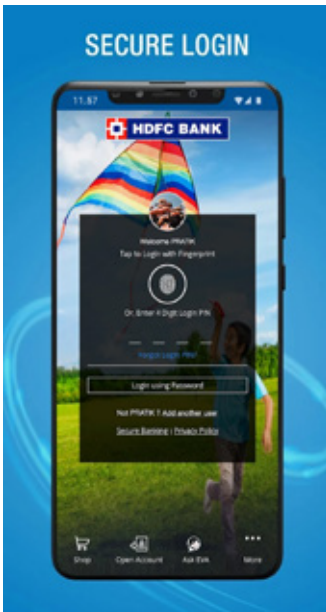 SECURE LOGIN
11.57
HDFC BANK
Welcome PRATIK
Tap to Login with Fingerprint
Or, Enter 4 Digit Login PIN
Forgot Login PIN?
Login using Password
Not PRATIK ? Add another user
Secure Banking | Privacy Policy
Shop
Open Account
Ask EVA
More